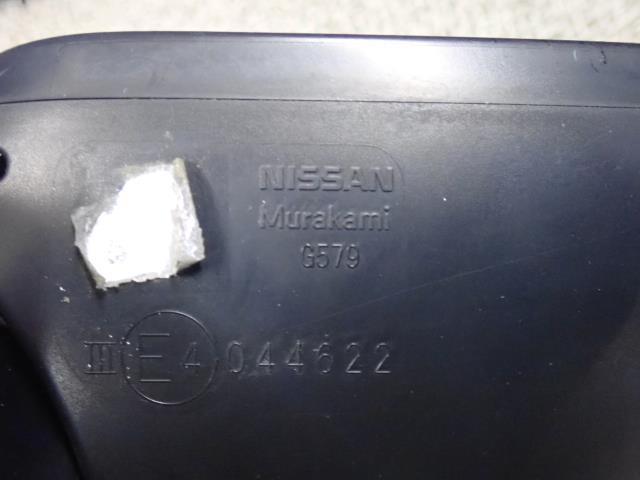 NISSAN
Murakami
G579
III E4 044622